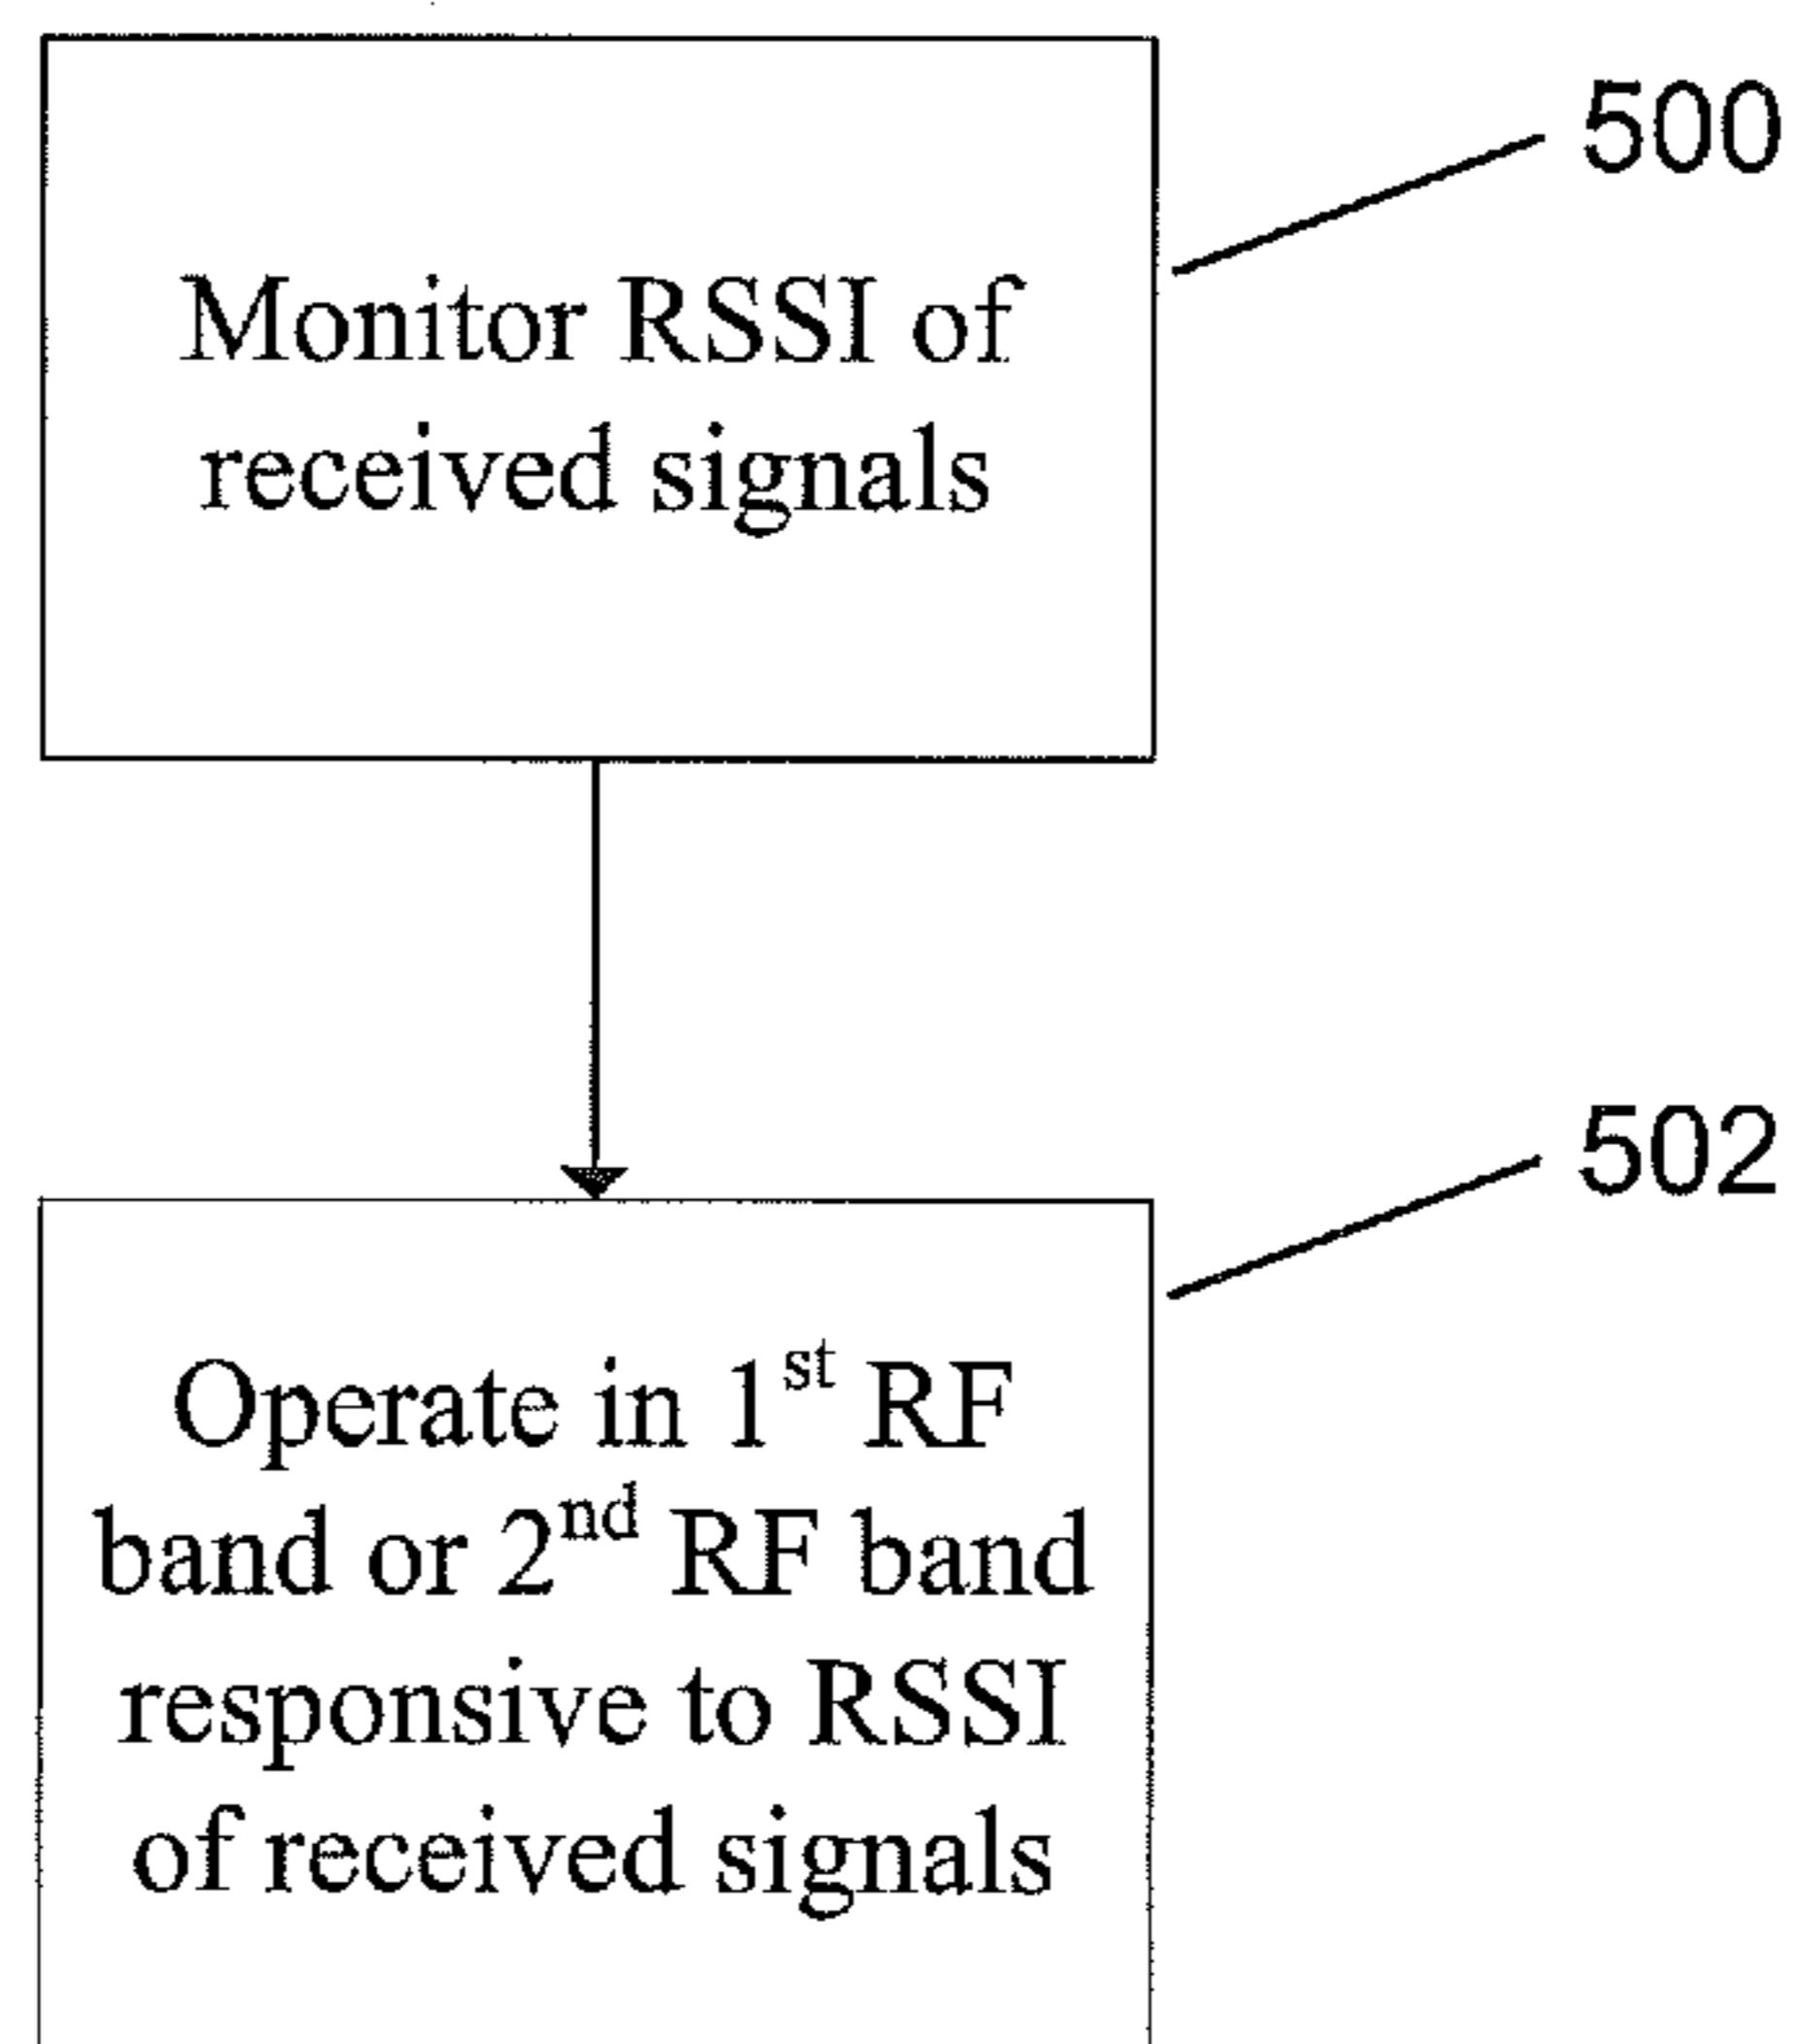 500
Monitor RSSI of
received signals
502
Operate in 1st RF
band or 2nd RF band
responsive to RSSI
of received signals